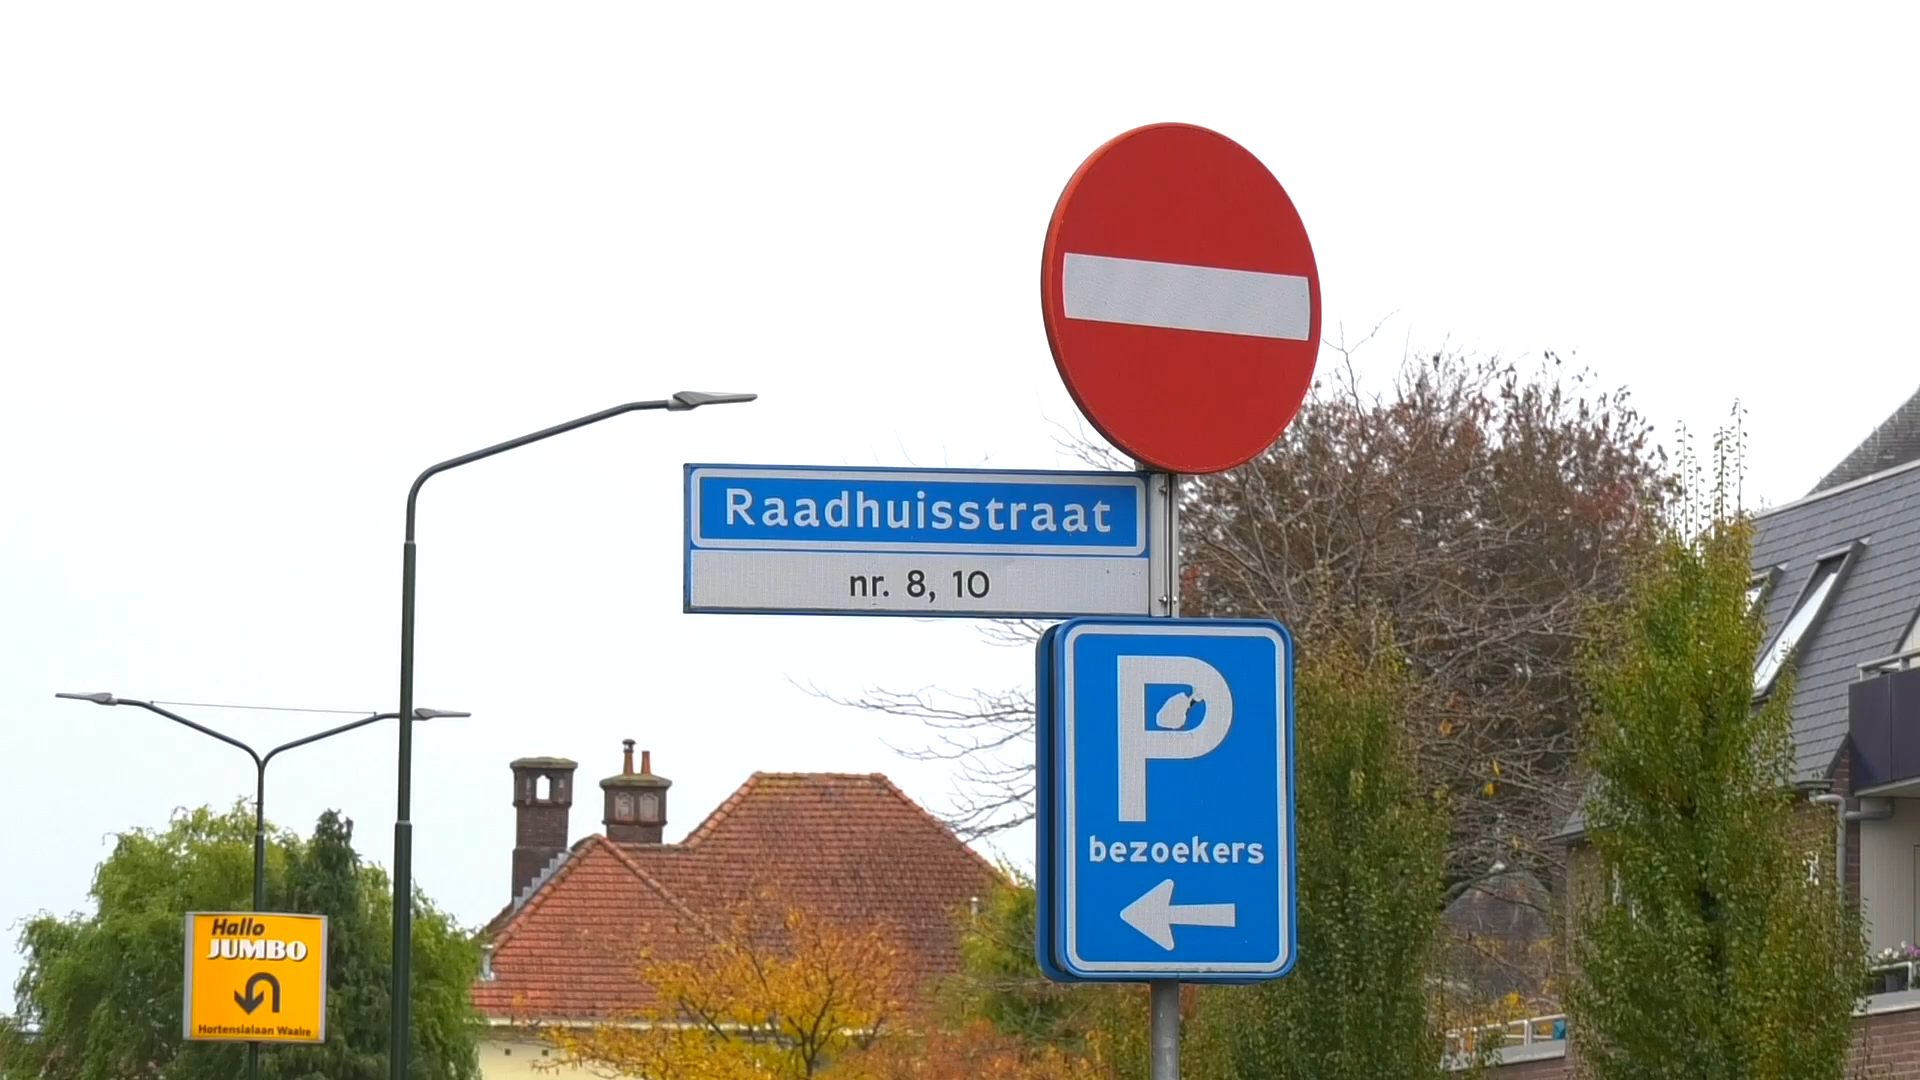 Raadhuisstraat
nr. 8, 10
P
bezoekers
Hallo
JUMBO
Hortensialaan Waalre